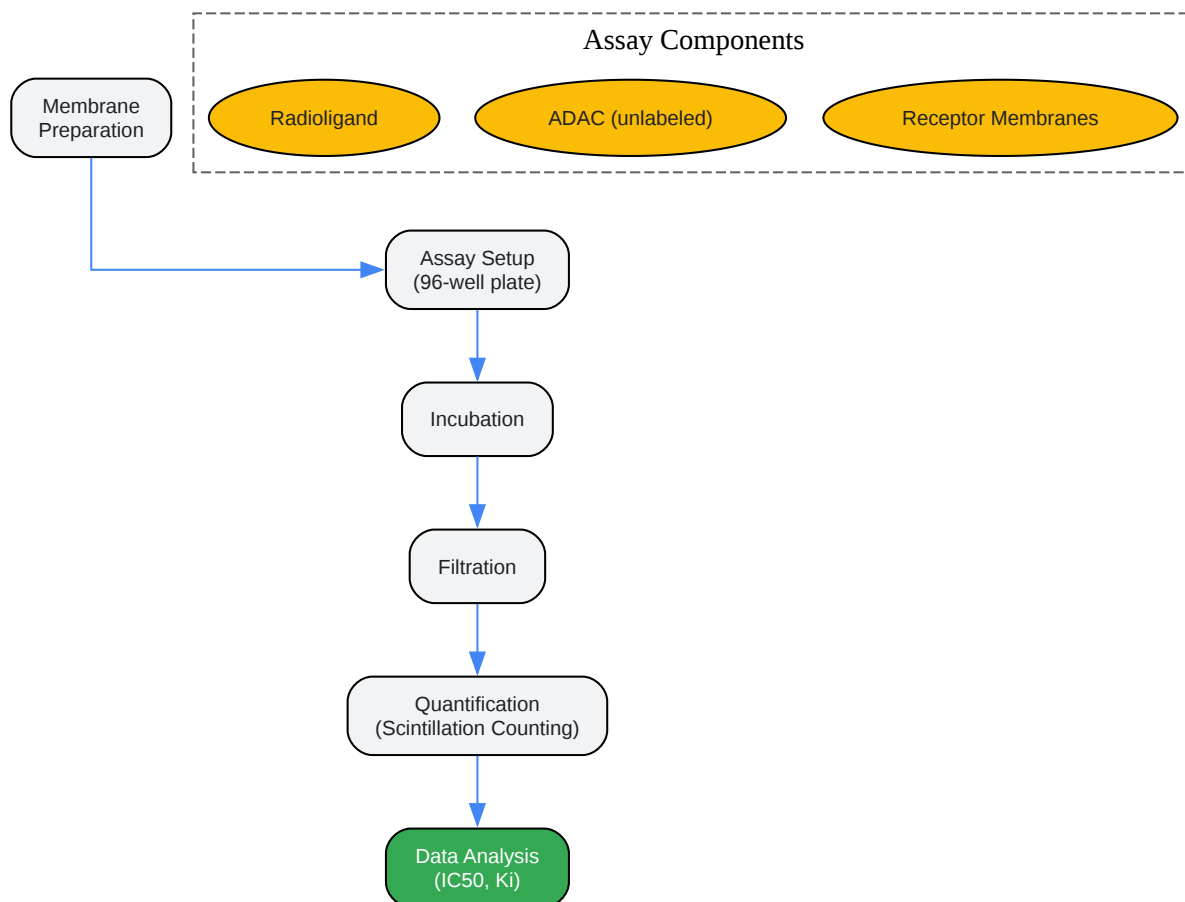 Assay Components
Membrane
Preparation
Radioligand
ADAC (unlabeled)
Receptor Membranes
Assay Setup
(96-well plate)
Incubation
Filtration
Quantification
(Scintillation Counting)
Data Analysis
(IC50, Ki)